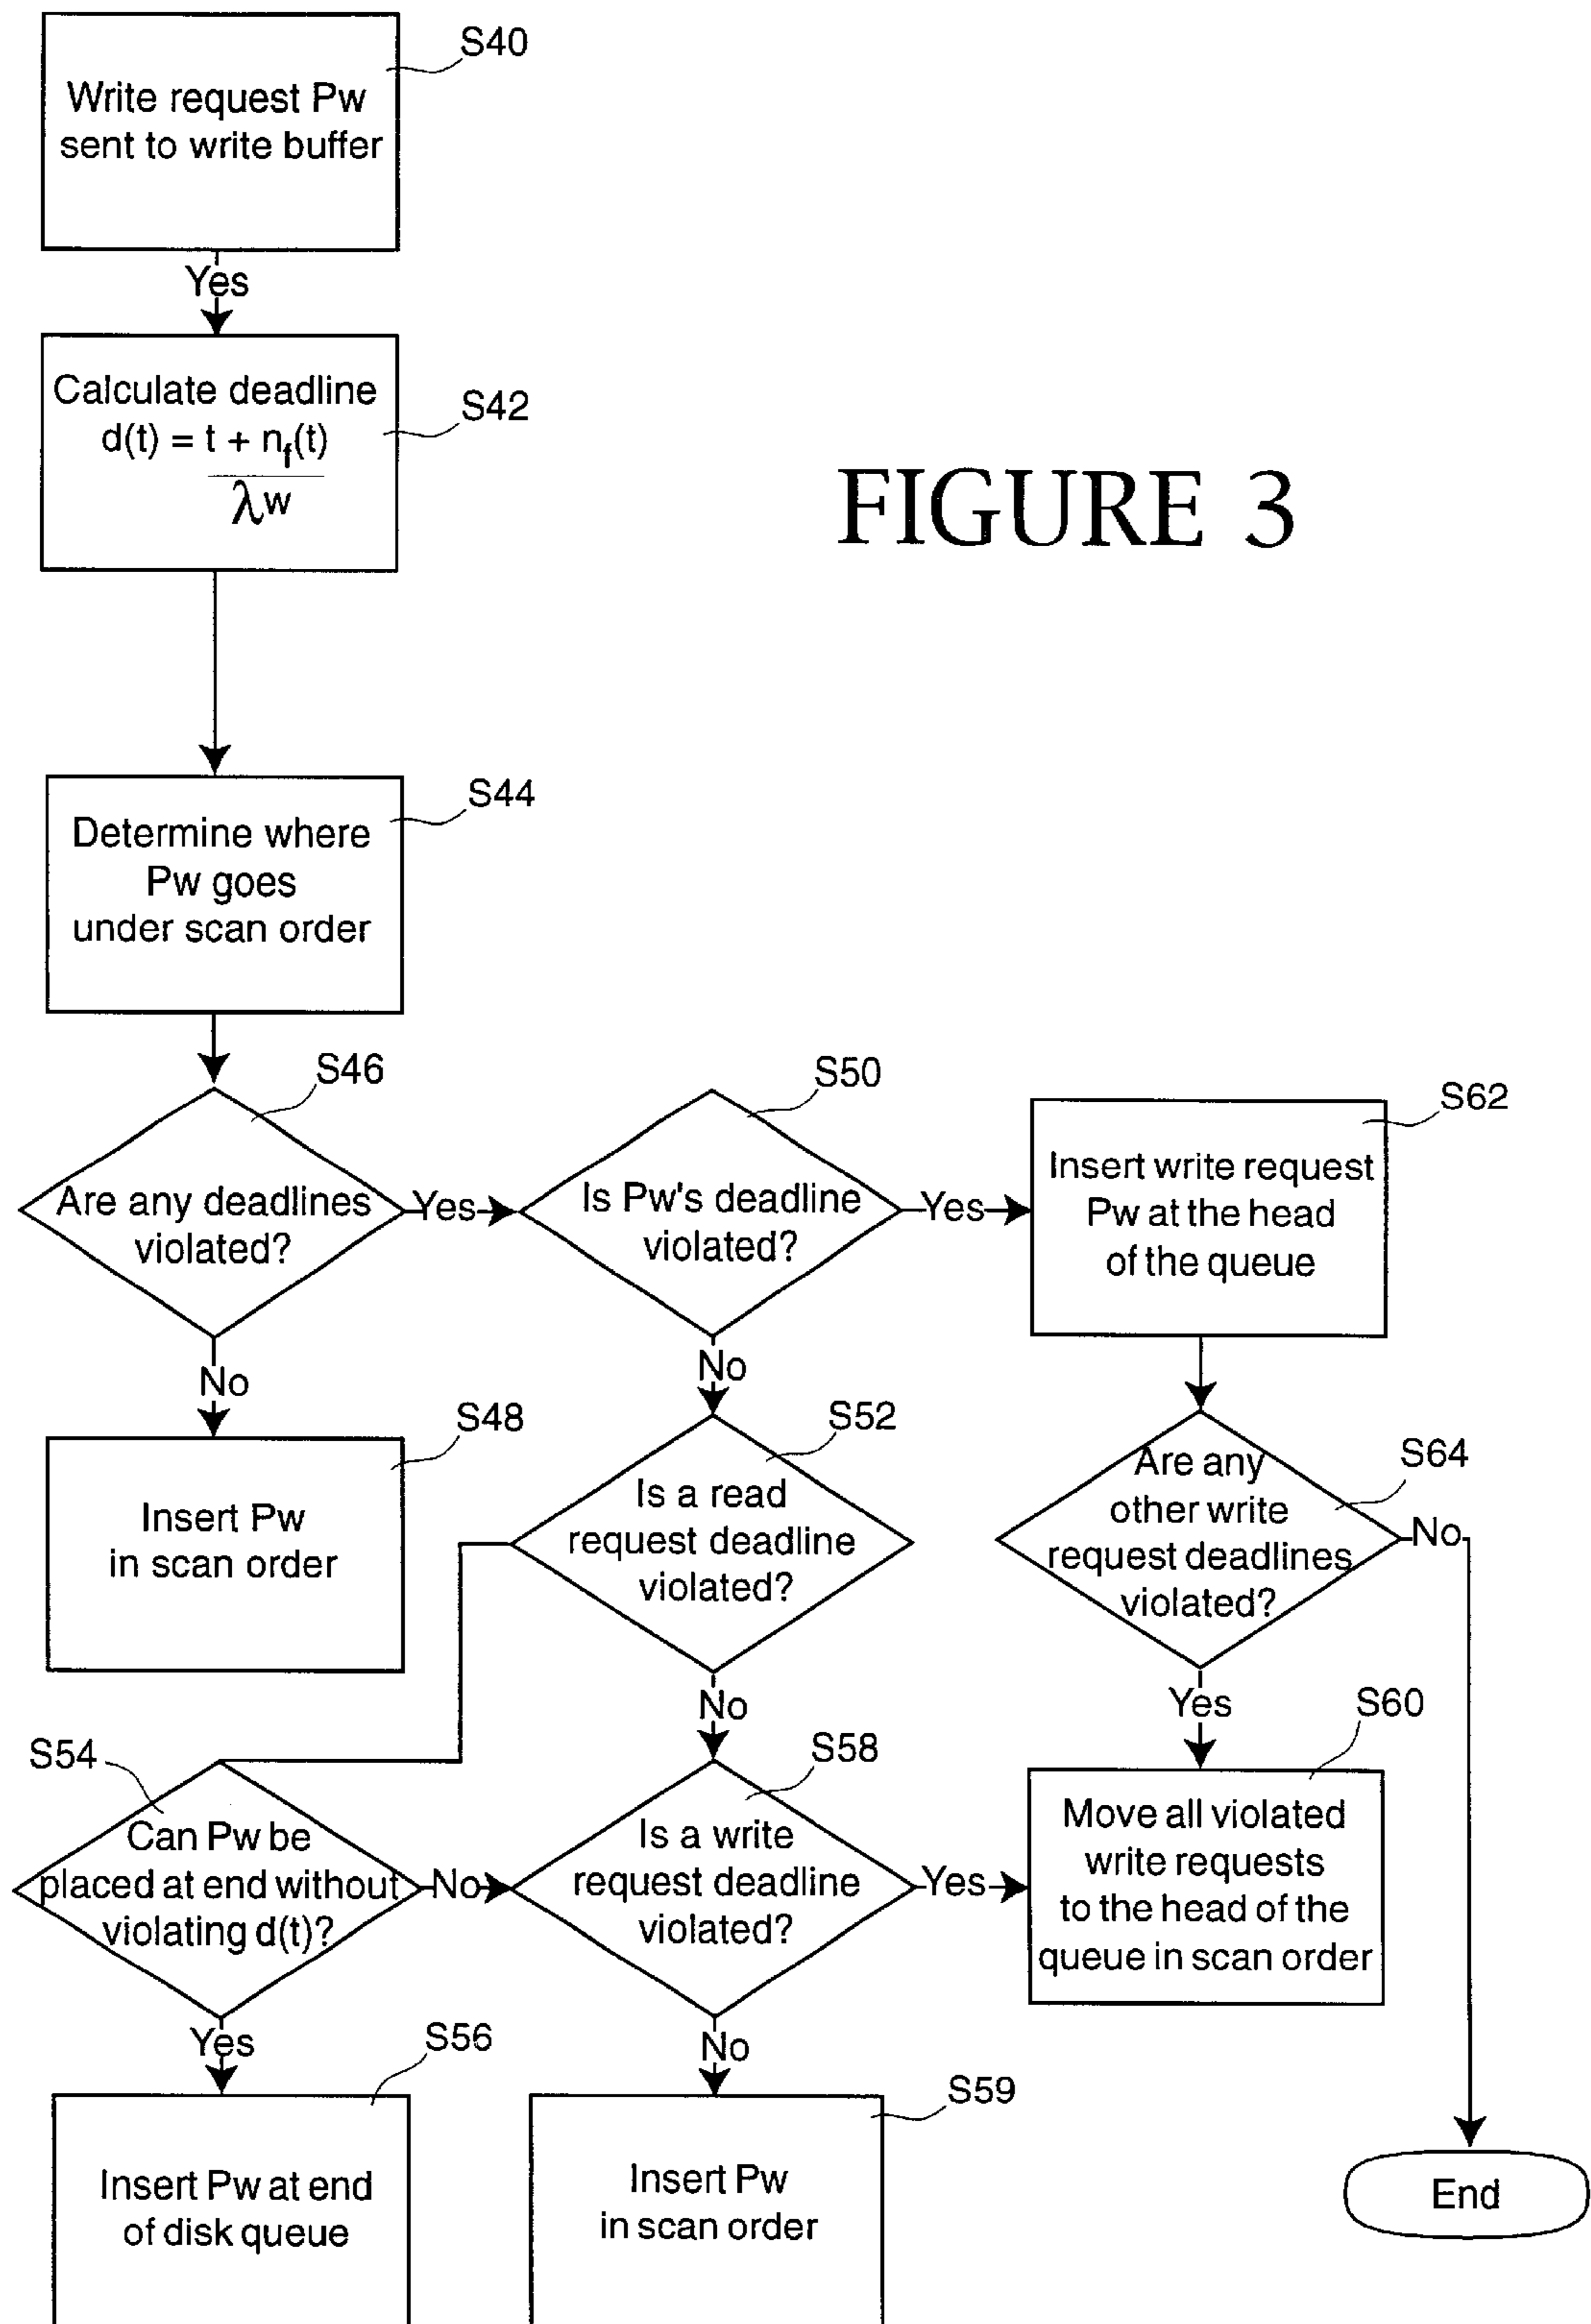 S40
Write request Pw
sent to write buffer
Yes
Calculate deadline
d(t) = t + nf(t)
λw
S42
FIGURE 3
S44
Determine where
Pw goes
under scan order
S46
Are any deadlines
violated?
Yes
S50
Is Pw's deadline
violated?
Yes
S62
Insert write request
Pw at the head
of the queue
No
No
S48
Insert Pw
in scan order
S52
Is a read
request deadline
violated?
S64
Are any
other write
request deadlines
violated?
No
No
Yes
S54
Can Pw be
placed at end without
violating d(t)?
No
S58
Is a write
request deadline
violated?
Yes
S60
Move all violated
write requests
to the head of the
queue in scan order
Yes
No
S56
Insert Pw at end
of disk queue
S59
Insert Pw
in scan order
End